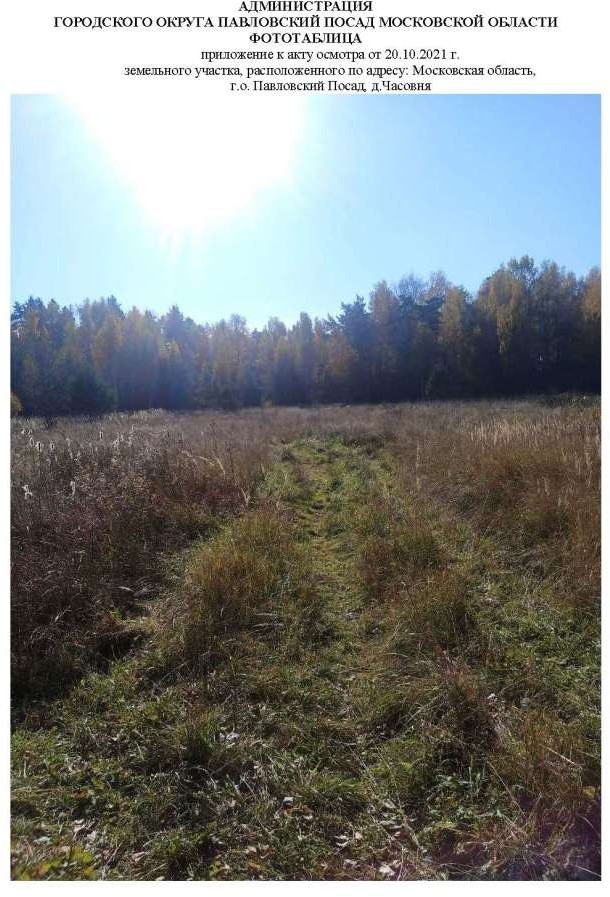 АДМИНИСТРАЦИЯ
ГОРОДСКОГО ОКРУГА ПАВЛОВСКИЙ ПОСАД МОСКОВСКОЙ ОБЛАСТИ
ФОТОТАБЛИЦА
приложение к акту осмотра от 20.10.2021 г.
земельного участка, расположенного по адресу: Московская область,
г.о. Павловский Посад, д.Часовня